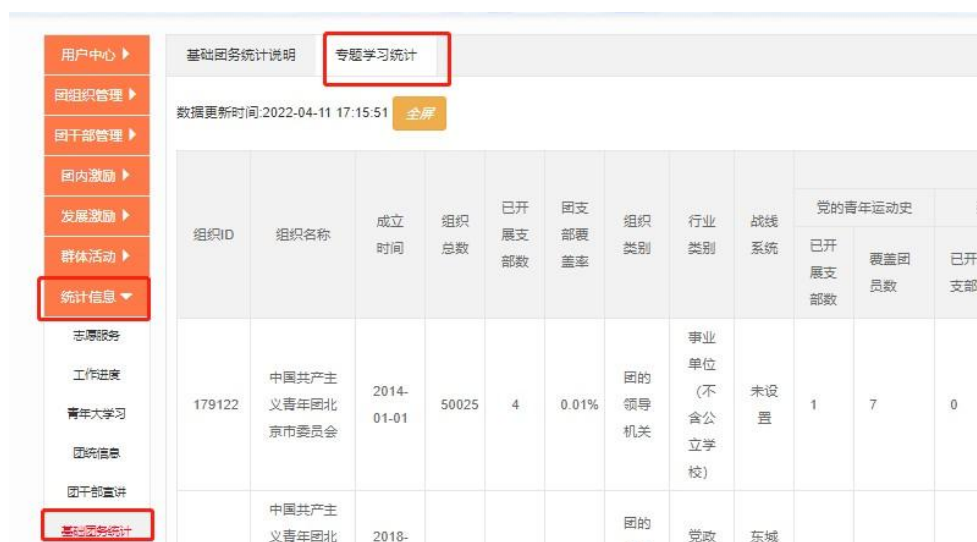 用户中心
团组织管理
团干部管理
团内激励
发展激励
群体活动
统计信息
志愿服务
工作进度
青年大学习
团统信息
团干部宣讲
基础团务统计
基础团务统计说明 专题学习统计
数据更新时间:2022-04-11 17:15:51 全屏
组织ID
组织名称
成立
时间
组织
总数
已开
展支
部数
团支
部覆
盖率
组织
类别
行业
类别
战线
系统
党的青年运动史
已开
展支
部数
覆盖团
员数
已开
支部
179122
中国共产主
义青年团北
京市委员会
2014-
01-01
50025
4
0.01%
团的
领导
机关
事业
单位
（不
含公
立学
校）
未设
置
1
7
0
中国共产主
义青年团北
2018-
团的
党政
东城